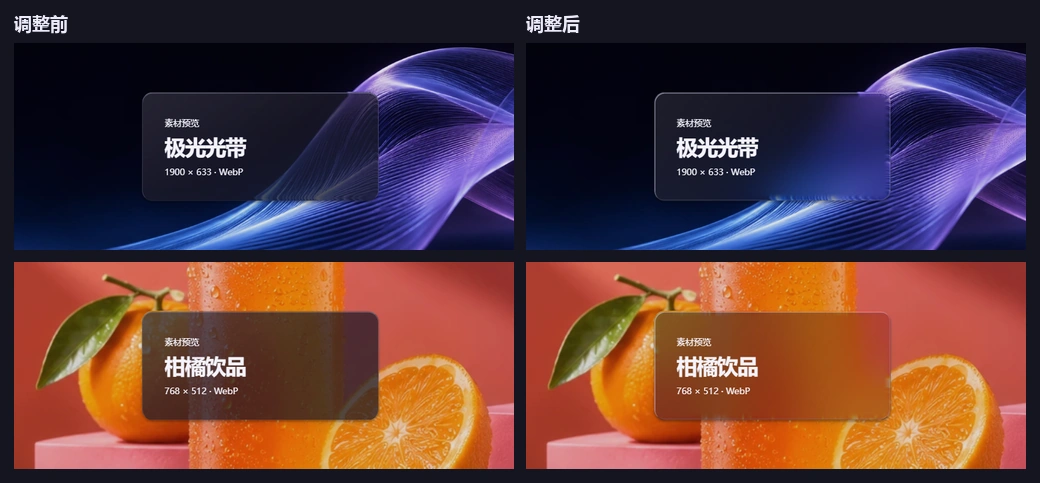 调整前
调整后
素材预览
极光光带
1900 × 633 · WebP
素材预览
极光光带
1900 × 633 · WebP
素材预览
柑橘饮品
768 × 512 · WebP
素材预览
柑橘饮品
768 × 512 · WebP